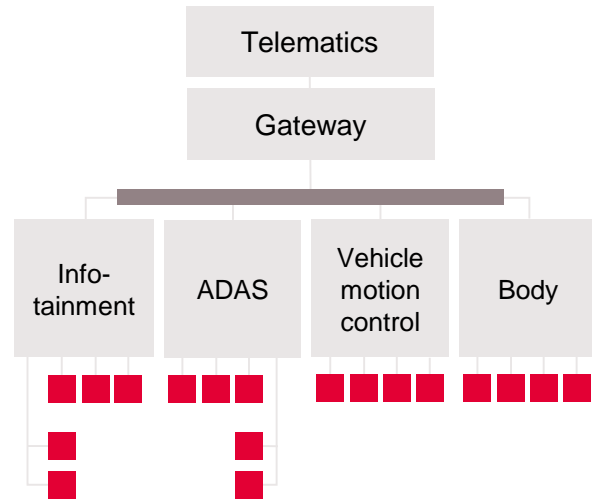 Telematics
Gateway
Info-
tainment
ADAS
Vehicle
motion
control
Body